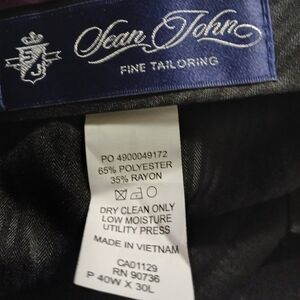 Sean John
FINE TAILORING
PO 4900049172
65% POLYESTER
35% RAYON
DRY CLEAN ONLY
LOW MOISTURE
UTILITY PRESS
MADE IN VIETNAM
CA01129
RN 90736
P 40W X 30L